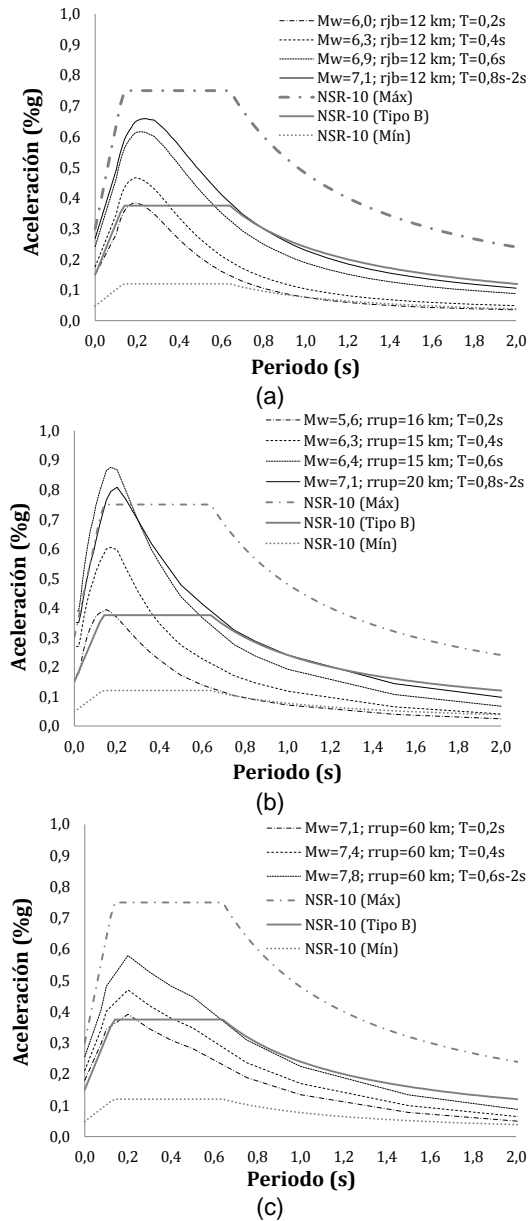 (a)
Aceleración (%g)
1,0
0,9
0,8
0,7
0,6
0,5
0,4
0,3
0,2
0,1
0,0
Mw=6,0; rjb=12 km; T=0,2s
Mw=6,3; rjb=12 km; T=0,4s
Mw=6,9; rjb=12 km; T=0,6s
Mw=7,1; rjb=12 km; T=0,8s-2s
NSR-10 (Máx)
NSR-10 (Tipo B)
NSR-10 (Mín)
0,0 0,2 0,4 0,6 0,8 1,0 1,2 1,4 1,6 1,8 2,0
Periodo (s)
(a)
Aceleración (%g)
1,0
0,9
0,8
0,7
0,6
0,5
0,4
0,3
0,2
0,1
0,0
Mw=5,6; rrup=16 km; T=0,2s
Mw=6,3; rrup=15 km; T=0,4s
Mw=6,4; rrup=15 km; T=0,6s
Mw=7,1; rrup=20 km; T=0,8s-2s
NSR-10 (Máx)
NSR-10 (Tipo B)
NSR-10 (Mín)
0,0 0,2 0,4 0,6 0,8 1,0 1,2 1,4 1,6 1,8 2,0
Periodo (s)
(b)
Aceleración (%g)
1,0
0,9
0,8
0,7
0,6
0,5
0,4
0,3
0,2
0,1
0,0
Mw=7,1; rrup=60 km; T=0,2s
Mw=7,4; rrup=60 km; T=0,4s
Mw=7,8; rrup=60 km; T=0,6s-2s
NSR-10 (Máx)
NSR-10 (Tipo B)
NSR-10 (Mín)
0,0 0,2 0,4 0,6 0,8 1,0 1,2 1,4 1,6 1,8 2,0
Periodo (s)
(c)